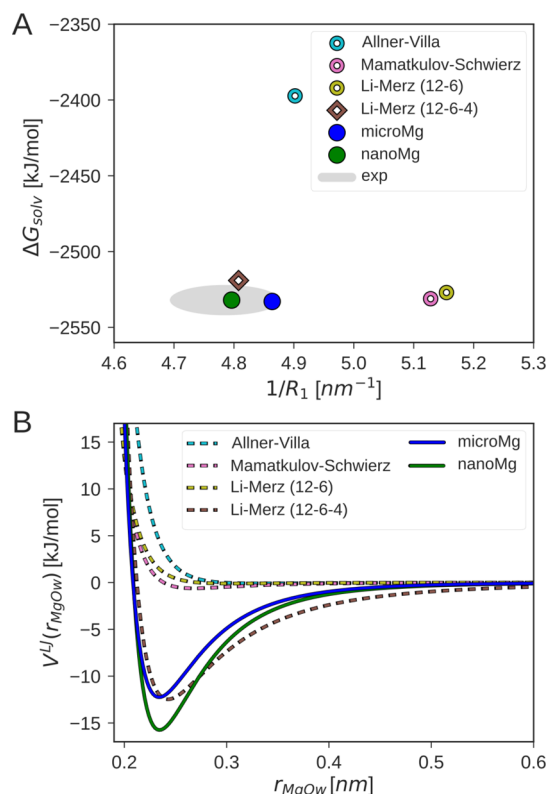 A
−2350
−2400
−2450
−2500
−2550
ΔG_solv [kJ/mol]
Allner-Villa
Mamatkulov-Schwierz
Li-Merz (12-6)
Li-Merz (12-6-4)
microMg
nanoMg
exp
4.6 4.7 4.8 4.9 5.0 5.1 5.2 5.3
1/R₁ [nm⁻¹]
B
15
10
5
0
−5
−10
−15
V^LJ(r_MgOw) [kJ/mol]
Allner-Villa
Mamatkulov-Schwierz
Li-Merz (12-6)
Li-Merz (12-6-4)
microMg
nanoMg
0.2 0.3 0.4 0.5 0.6
r_MgOw [nm]